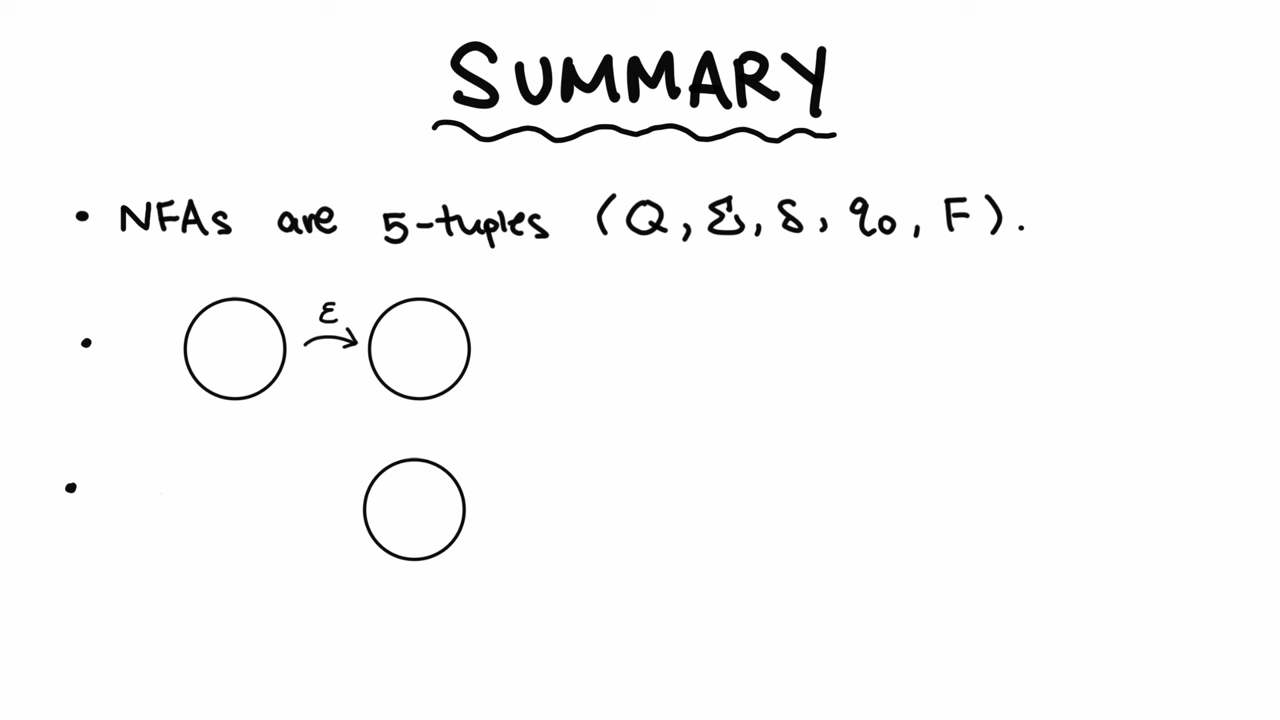 SUMMARY
• NFAs are 5-tuples (Q, Σ, δ, q₀, F).
• ε
•